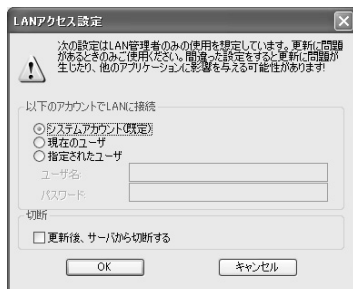 LANアクセス設定
次の設定はLAN管理者のみの使用を想定しています。更新に問題
があるときのみご使用ください。間違った設定をすると更新に問題が
生じたり、他のアプリケーションに影響を与える可能性があります!
以下のアカウントでLANに接続
システムアカウント(既定)
現在のユーザ
指定されたユーザ
ユーザ名:
パスワード:
切断
更新後、サーバから切断する
OK
キャンセル